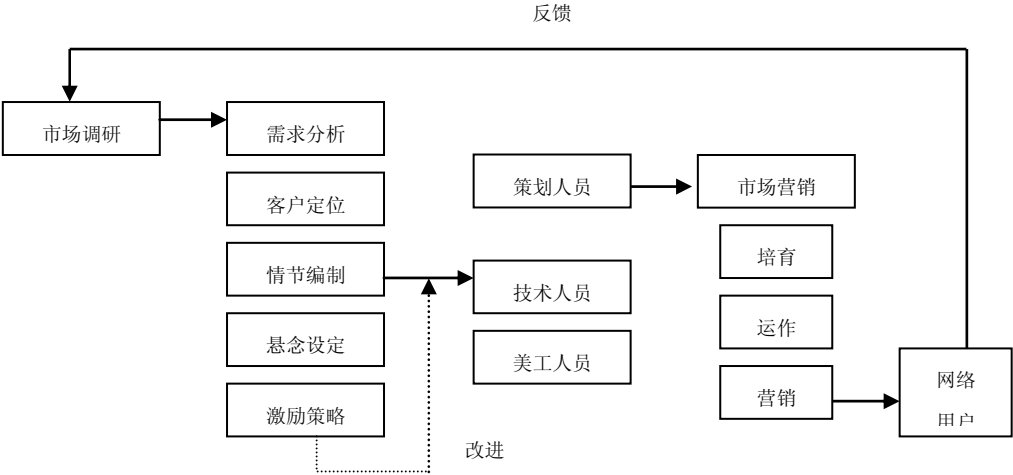 反馈
市场调研
需求分析
客户定位
情节编制
悬念设定
激励策略
策划人员
技术人员
美工人员
市场营销
培育
运作
营销
网络
用户
改进